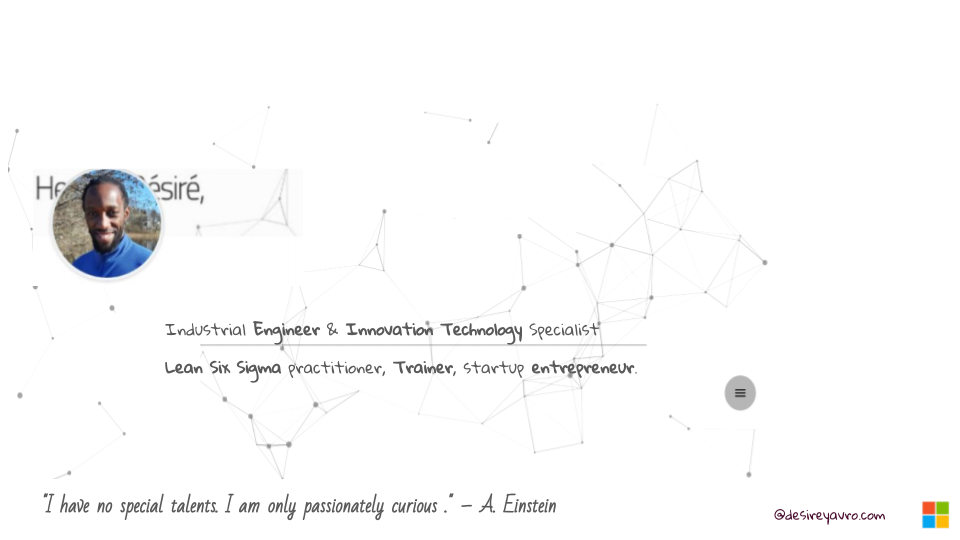 He ésiré,
Industrial Engineer & Innovation Technology Specialist
Lean Six Sigma practitioner, Trainer, startup entrepreneur.
"I have no special talents. I am only passionately curious ." – A. Einstein
@desireyavro.com